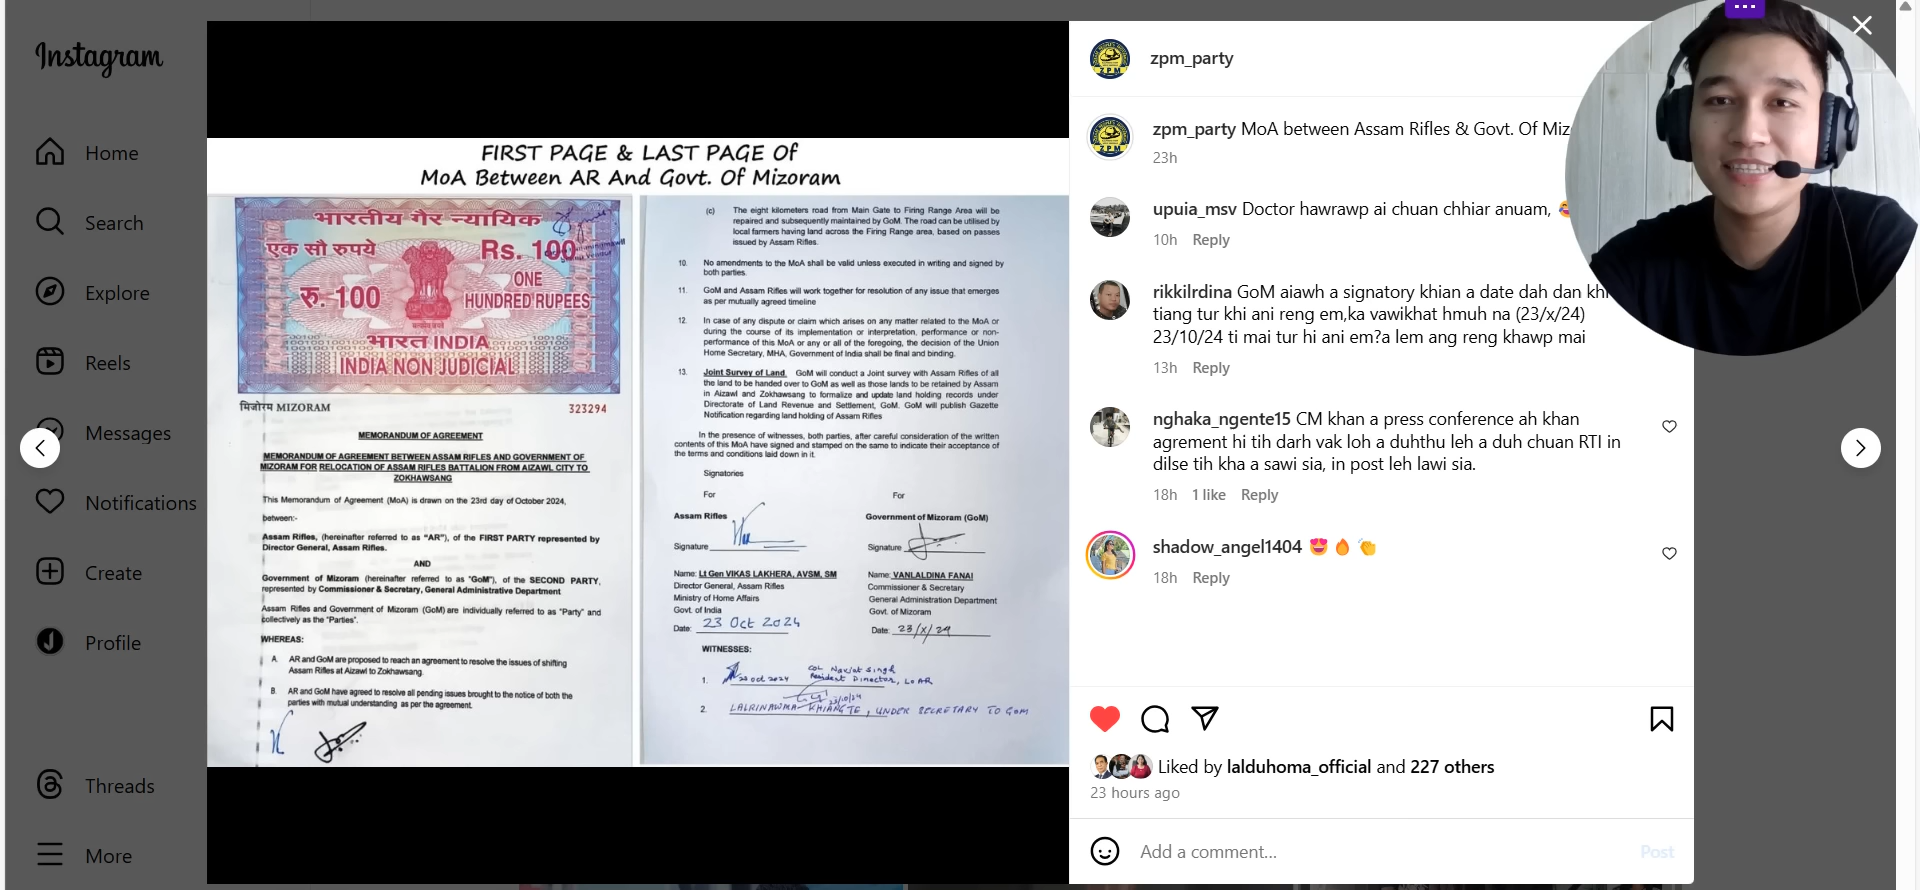 Instagram
Home
Search
Explore
Reels
Messages
Notifications
Create
Profile
Threads
More
FIRST PAGE & LAST PAGE Of
MoA Between AR And Govt. Of Mizoram
भारतीय गैर न्यायिक
एक सौ रुपये
Rs. 100
रु. 100
ONE
HUNDRED RUPEES
भारत INDIA
INDIA NON JUDICIAL
मिजोरम MIZORAM
323294
MEMORANDUM OF AGREEMENT
MEMORANDUM OF AGREEMENT BETWEEN ASSAM RIFLES AND GOVERNMENT OF
MIZORAM FOR RELOCATION OF ASSAM RIFLES BATTALION FROM AIZAWL CITY TO
ZOKHAWSANG
This Memorandum of Agreement (MoA) is drawn on the 23rd day of October 2024,
between:-
Assam Rifles, (hereinafter referred to as "AR"), of the FIRST PARTY represented by
Director General, Assam Rifles.
AND
Government of Mizoram (hereinafter referred to as "GoM"), of the SECOND PARTY,
represented by Commissioner & Secretary, General Administrative Department
Assam Rifles and Government of Mizoram (GoM) are individually referred to as "Party" and
collectively as the "Parties".
WHEREAS:
A. AR and GoM are proposed to reach an agreement to resolve the issues of shifting
Assam Rifles at Aizawl to Zokhawsang.
B. AR and GoM have agreed to resolve all pending issues brought to the notice of both the
parties with mutual understanding as per the agreement.
(c) The eight kilometers road from Main Gate to Firing Range Area will be
repaired and subsequently maintained by GoM. The road can be utilised by
local farmers having land across the Firing Range area, based on passes
issued by Assam Rifles.
10. No amendments to the MoA shall be valid unless executed in writing and signed by
both parties.
11. GoM and Assam Rifles will work together for resolution of any issue that emerges
as per mutually agreed timeline
12. In case of any dispute or claim which arises on any matter related to the MoA or
during the course of its implementation or interpretation, performance or non-
performance of this MoA or any or all of the foregoing, the decision of the Union
Home Secretary, MHA, Government of India shall be final and binding.
13. Joint Survey of Land. GoM will conduct a Joint survey with Assam Rifles of all
the land to be handed over to GoM as well as those lands to be retained by Assam
in Aizawl and Zokhawsang to formalize and update land holding records under
Directorate of Land Revenue and Settlement, GoM. GoM will publish Gazette
Notification regarding land holding of Assam Rifles
In the presence of witnesses, both parties, after careful consideration of the written
contents of this MoA have signed and stamped on the same to indicate their acceptance of
the terms and conditions laid down in it.
Signatories
For
Assam Rifles
Signature
Name: Lt Gen VIKAS LAKHERA, AVSM, SM
Director General, Assam Rifles
Ministry of Home Affairs
Govt. of India
Date: 23 Oct 2024
For
Government of Mizoram (GoM)
Signature
Name: VANLALDINA FANAI
Commissioner & Secretary
General Administration Department
Govt. of Mizoram
Date: 23/X/24
WITNESSES:
1. 23 Oct 2024 Col Navjot Singh
Resident Director, LOAR
23/10/24
2. LALRINAWMA KHIANGTE, UNDER SECRETARY TO GoM
zpm_party
zpm_party MoA between Assam Rifles & Govt. Of Miz
23h
upuia_msv Doctor hawrawp ai chuan chhiar anuam,
10h Reply
rikkilrdina GoM aiawh a signatory khian a date dah dan khi
tiang tur khi ani reng em,ka vawikhat hmuh na (23/x/24)
23/10/24 ti mai tur hi ani em?a lem ang reng khawp mai
13h Reply
nghaka_ngente15 CM khan a press conference ah khan
agrement hi tih darh vak loh a duhthu leh a duh chuan RTI in
dilse tih kha a sawi sia, in post leh lawi sia.
18h 1 like Reply
shadow_angel1404 😍🔥👏
18h Reply
Liked by lalduhoma_official and 227 others
23 hours ago
Add a comment...
Post